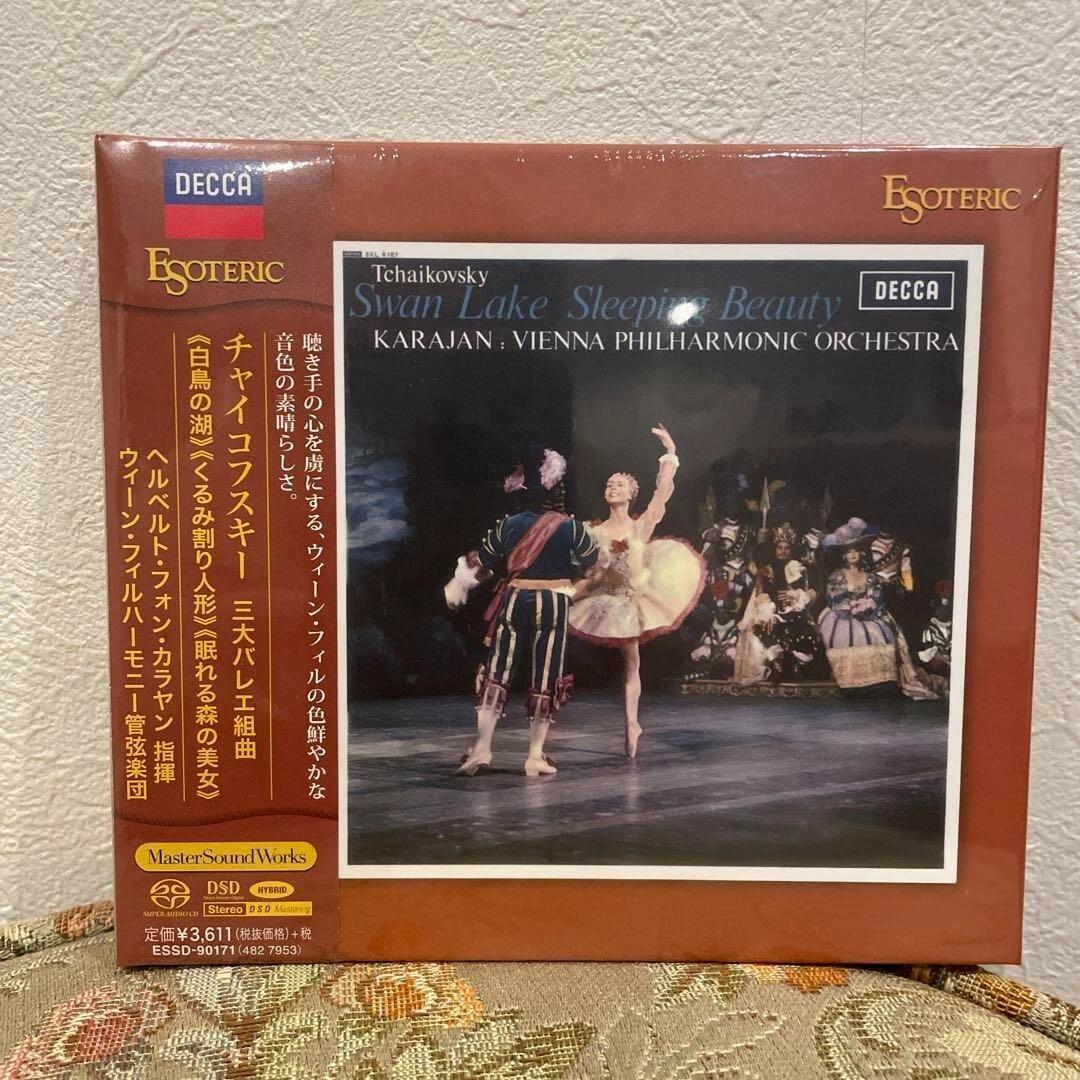 DECCA
ESOTERIC
聴き手の心を虜にする、ウィーン・フィルの色鮮やかな
音色の素晴らしさ。
チャイコフスキー 三大バレエ組曲
《白鳥の湖》《くるみ割り人形》《眠れる森の美女》
ヘルベルト・フォン・カラヤン 指揮
ウィーン・フィルハーモニー管弦楽団
MasterSoundWorks
SUPER AUDIO CD
DSD
Direct Stream Digital
HYBRID
Stereo DSD Mastering
定価¥3,611(税抜価格)+税
ESSD-90171(482 7953)
ESOTERIC
SXL 6187
Tchaikovsky
Swan Lake Sleeping Beauty
DECCA
KARAJAN : VIENNA PHILHARMONIC ORCHESTRA